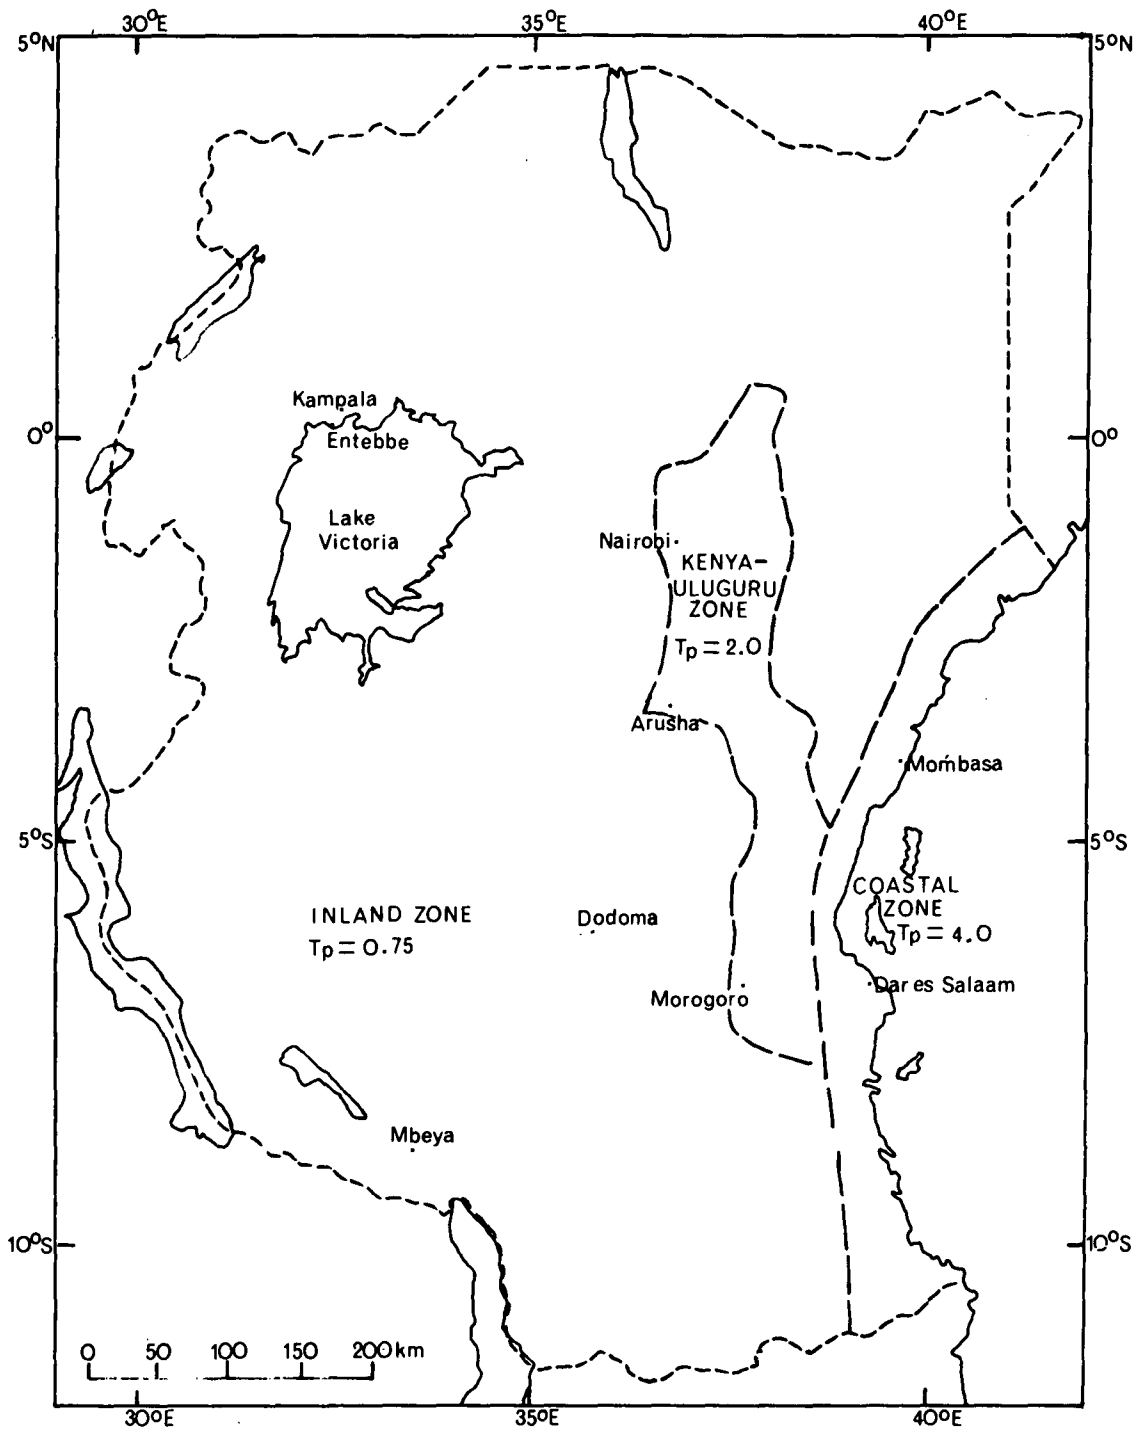 30°E 35°E 40°E
5°N 5°N
Kampala
0° 0°
Entebbe
Lake
Victoria
Nairobi
KENYA-
ULUGURU
ZONE
Tp = 2.0
Arusha
Mombasa
5°S 5°S
COASTAL
ZONE
Tp = 4.0
INLAND ZONE
Tp = 0.75
Dodoma
Dar es Salaam
Morogoro
Mbeya
10°S 10°S
0 50 100 150 200km
30°E 35°E 40°E